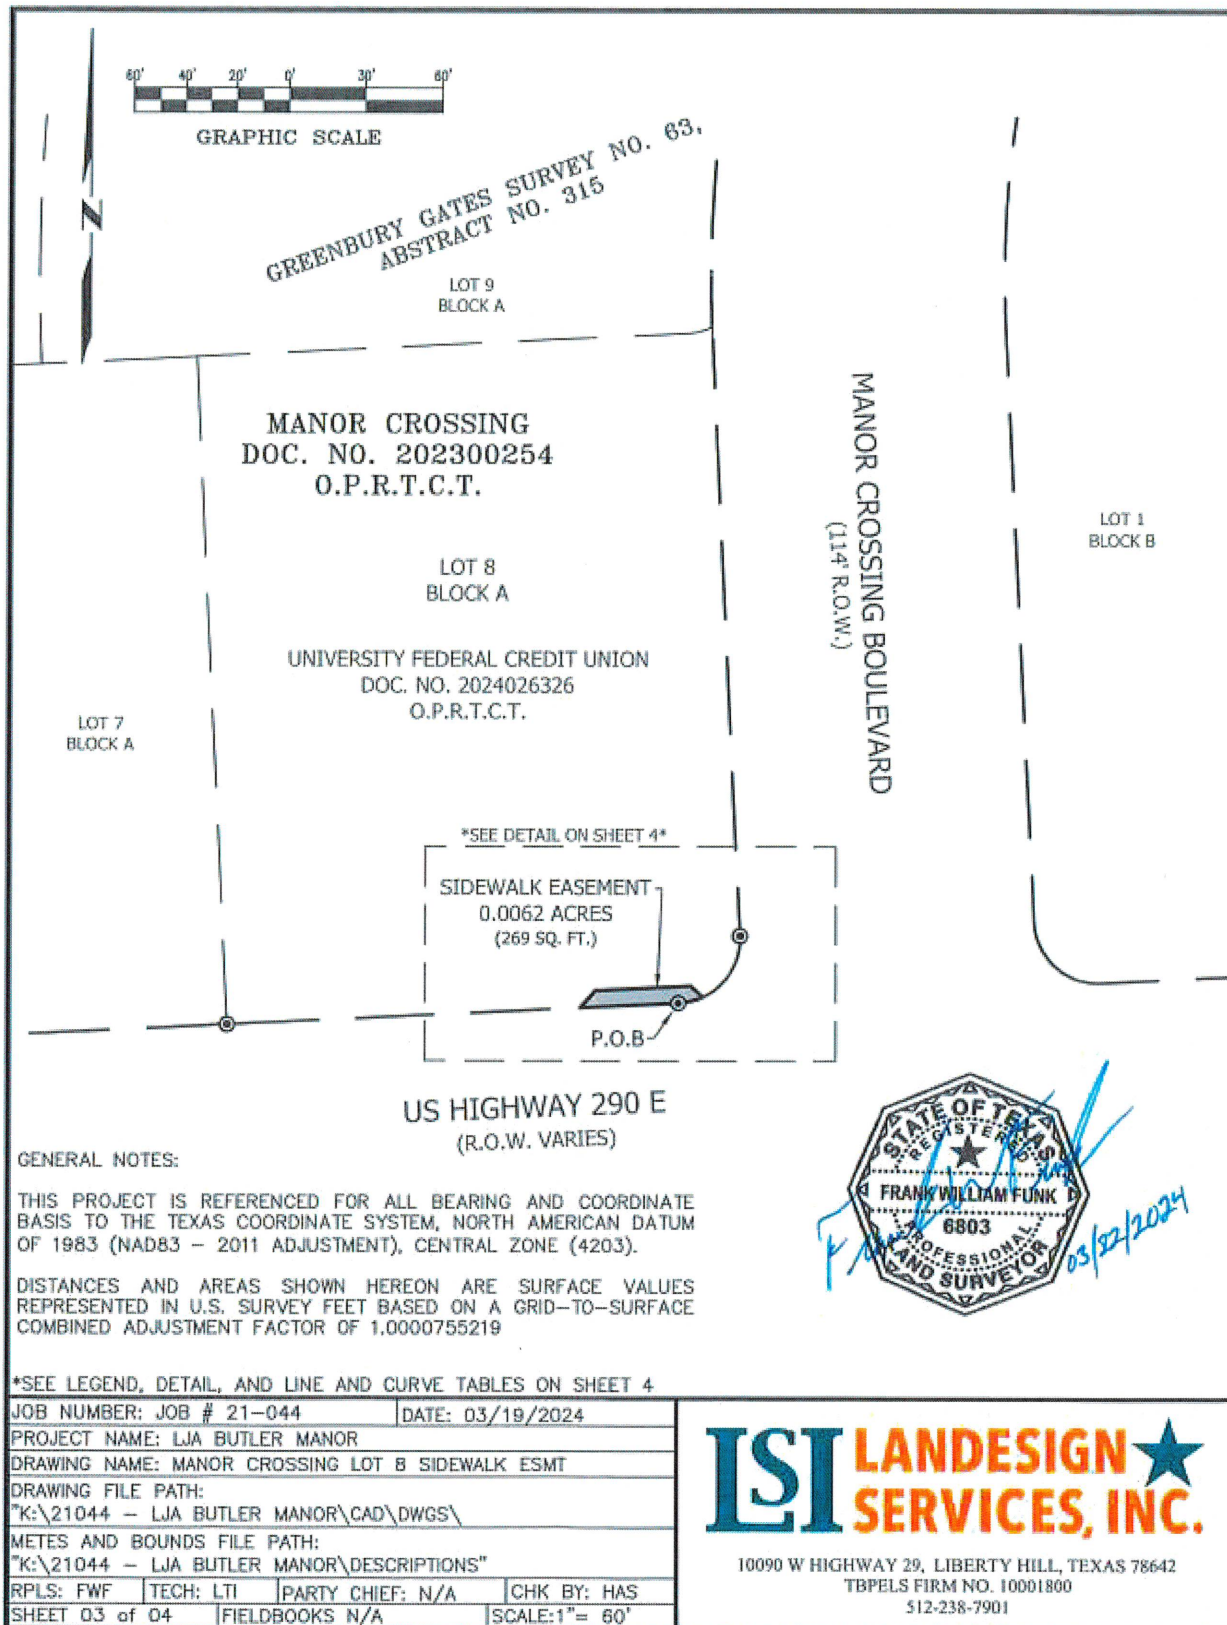 60' 40' 20' 0' 30' 60'
GRAPHIC SCALE
N
GREENBURY GATES SURVEY NO. 63,
ABSTRACT NO. 315
LOT 9
BLOCK A
MANOR CROSSING
DOC. NO. 202300254
O.P.R.T.C.T.
LOT 8
BLOCK A
UNIVERSITY FEDERAL CREDIT UNION
DOC. NO. 2024026326
O.P.R.T.C.T.
LOT 7
BLOCK A
MANOR CROSSING BOULEVARD
(114' R.O.W.)
LOT 1
BLOCK B
*SEE DETAIL ON SHEET 4*
SIDEWALK EASEMENT
0.0062 ACRES
(269 SQ. FT.)
P.O.B
US HIGHWAY 290 E
(R.O.W. VARIES)
STATE OF TEXAS
REGISTERED
FRANK WILLIAM FUNK
6803
PROFESSIONAL
LAND SURVEYOR
03/22/2024
GENERAL NOTES:
THIS PROJECT IS REFERENCED FOR ALL BEARING AND COORDINATE
BASIS TO THE TEXAS COORDINATE SYSTEM, NORTH AMERICAN DATUM
OF 1983 (NAD83 – 2011 ADJUSTMENT), CENTRAL ZONE (4203).
DISTANCES AND AREAS SHOWN HEREON ARE SURFACE VALUES
REPRESENTED IN U.S. SURVEY FEET BASED ON A GRID–TO–SURFACE
COMBINED ADJUSTMENT FACTOR OF 1.0000755219
*SEE LEGEND, DETAIL, AND LINE AND CURVE TABLES ON SHEET 4
JOB NUMBER: JOB # 21–044 DATE: 03/19/2024
PROJECT NAME: LJA BUTLER MANOR
DRAWING NAME: MANOR CROSSING LOT 8 SIDEWALK ESMT
DRAWING FILE PATH:
"K:\21044 – LJA BUTLER MANOR\CAD\DWGS\
METES AND BOUNDS FILE PATH:
"K:\21044 – LJA BUTLER MANOR\DESCRIPTIONS"
RPLS: FWF TECH: LTI PARTY CHIEF: N/A CHK BY: HAS
SHEET 03 of 04 FIELDBOOKS N/A SCALE:1"= 60'
LSI LANDESIGN
SERVICES, INC.
10090 W HIGHWAY 29, LIBERTY HILL, TEXAS 78642
TBPELS FIRM NO. 10001800
512-238-7901